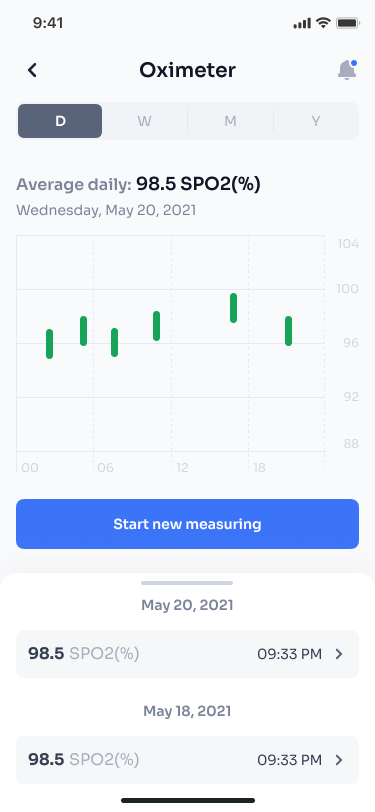 9:41
Oximeter
D W M Y
Average daily: 98.5 SPO2(%)
Wednesday, May 20, 2021
104
100
96
92
88
00 06 12 18
Start new measuring
May 20, 2021
98.5 SPO2(%) 09:33 PM
May 18, 2021
98.5 SPO2(%) 09:33 PM